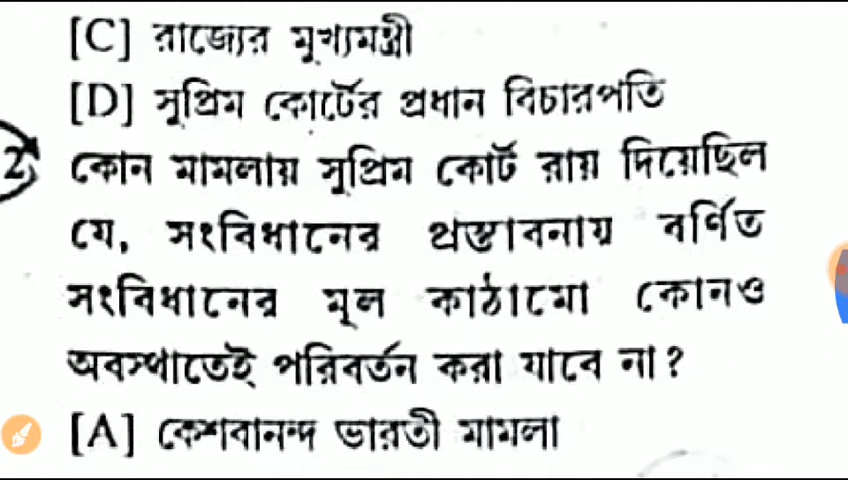 [C] রাজ্যের মুখ্যমন্ত্রী
[D] সুপ্রিম কোর্টের প্রধান বিচারপতি
2 কোন মামলায় সুপ্রিম কোর্ট রায় দিয়েছিল
যে, সংবিধানের প্রস্তাবনায় বর্ণিত
সংবিধানের মূল কাঠামো কোনও
অবস্থাতেই পরিবর্তন করা যাবে না?
[A] কেশবানন্দ ভারতী মামলা